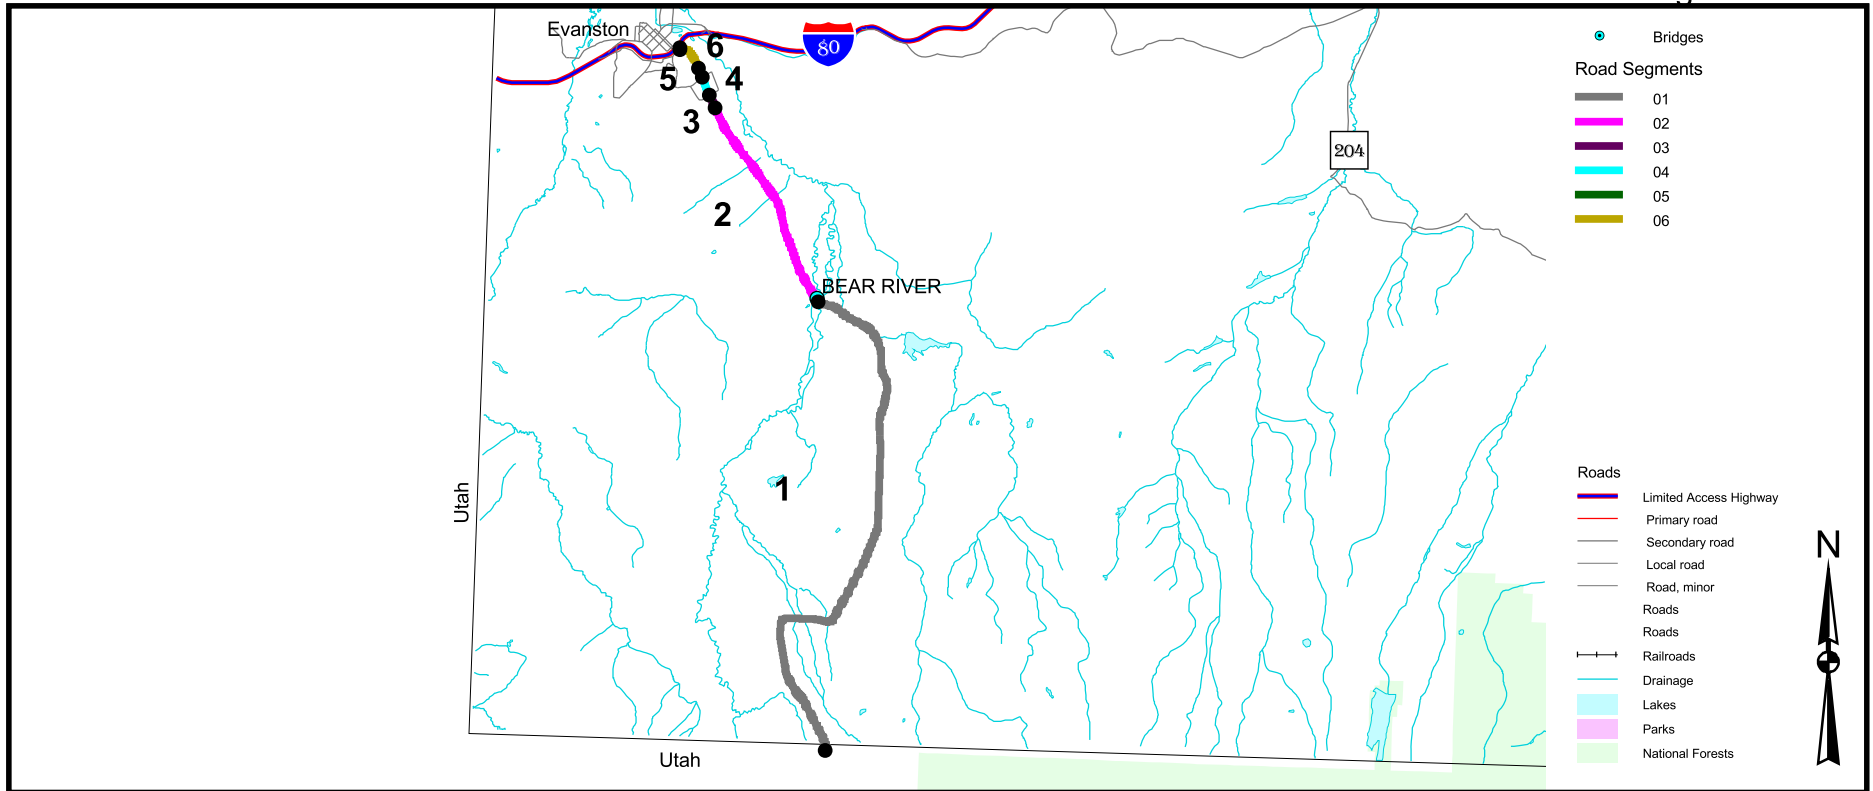 Evanston
6
80
5
4
3
204
2
BEAR RIVER
1
Utah
Utah
Bridges
Road Segments
01
02
03
04
05
06
Roads
Limited Access Highway
Primary road
Secondary road
Local road
Road, minor
Roads
Roads
Railroads
Drainage
Lakes
Parks
National Forests
N